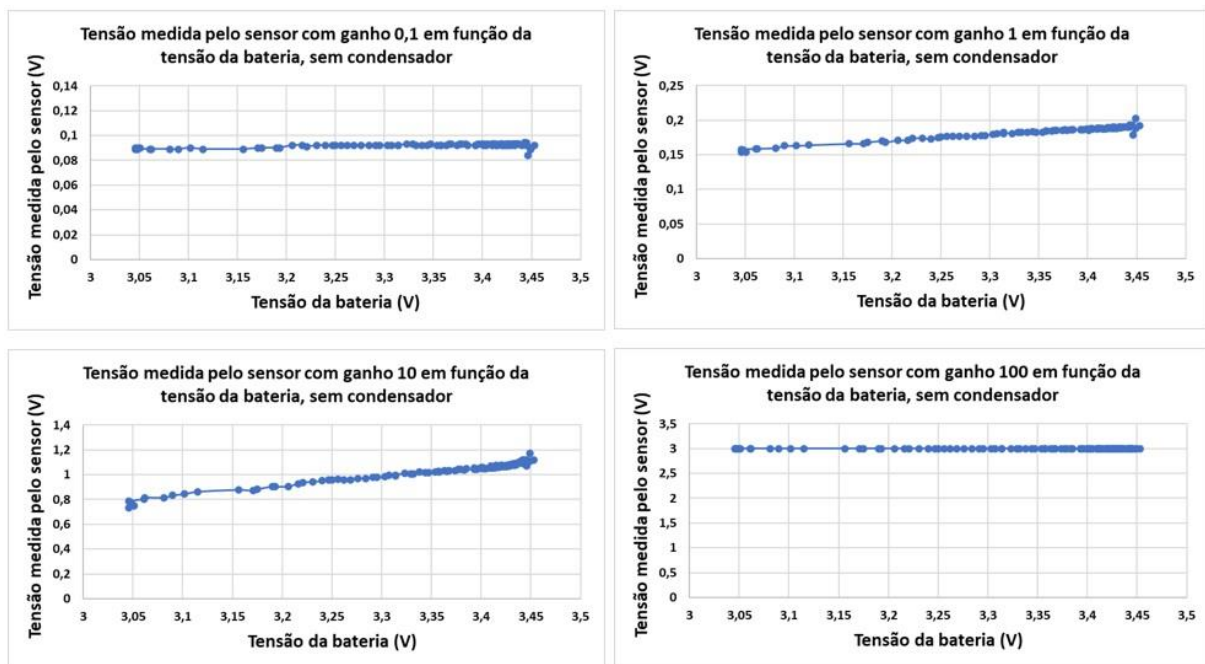 Tensão medida pelo sensor com ganho 0,1 em função da
tensão da bateria, sem condensador
Tensão medida pelo sensor (V)
0,14
0,12
0,1
0,08
0,06
0,04
0,02
0
3 3,05 3,1 3,15 3,2 3,25 3,3 3,35 3,4 3,45 3,5
Tensão da bateria (V)
Tensão medida pelo sensor com ganho 1 em função da
tensão da bateria, sem condensador
Tensão medida pelo sensor (V)
0,25
0,2
0,15
0,1
0,05
0
3 3,05 3,1 3,15 3,2 3,25 3,3 3,35 3,4 3,45 3,5
Tensão da bateria (V)
Tensão medida pelo sensor com ganho 10 em função da
tensão da bateria, sem condensador
Tensão medida pelo sensor (V)
1,4
1,2
1
0,8
0,6
0,4
0,2
0
3 3,05 3,1 3,15 3,2 3,25 3,3 3,35 3,4 3,45 3,5
Tensão da bateria (V)
Tensão medida pelo sensor com ganho 100 em função da
tensão da bateria, sem condensador
Tensão medida pelo sensor (V)
3,5
3
2,5
2
1,5
1
0,5
0
3 3,05 3,1 3,15 3,2 3,25 3,3 3,35 3,4 3,45 3,5
Tensão da bateria (V)